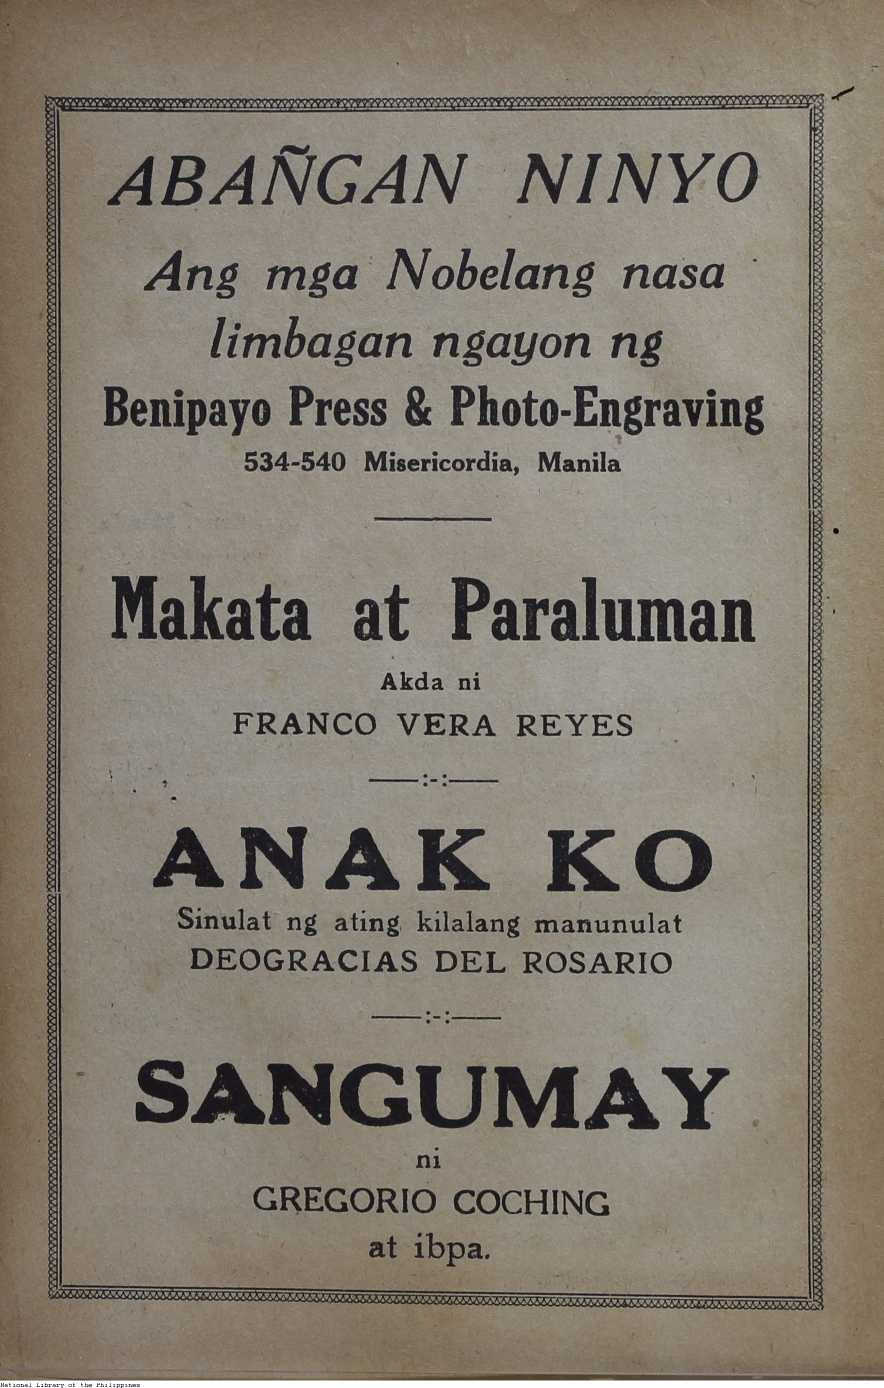 ABAÑGAN NINYO
Ang mga Nobelang nasa
limbagan ngayon ng
Benipayo Press & Photo-Engraving
534-540 Misericordia, Manila
Makata at Paraluman
Akda ni
FRANCO VERA REYES
——:-:——
ANAK KO
Sinulat ng ating kilalang manunulat
DEOGRACIAS DEL ROSARIO
——:-:——
SANGUMAY
ni
GREGORIO COCHING
at ibpa.
National Library of the Philippines